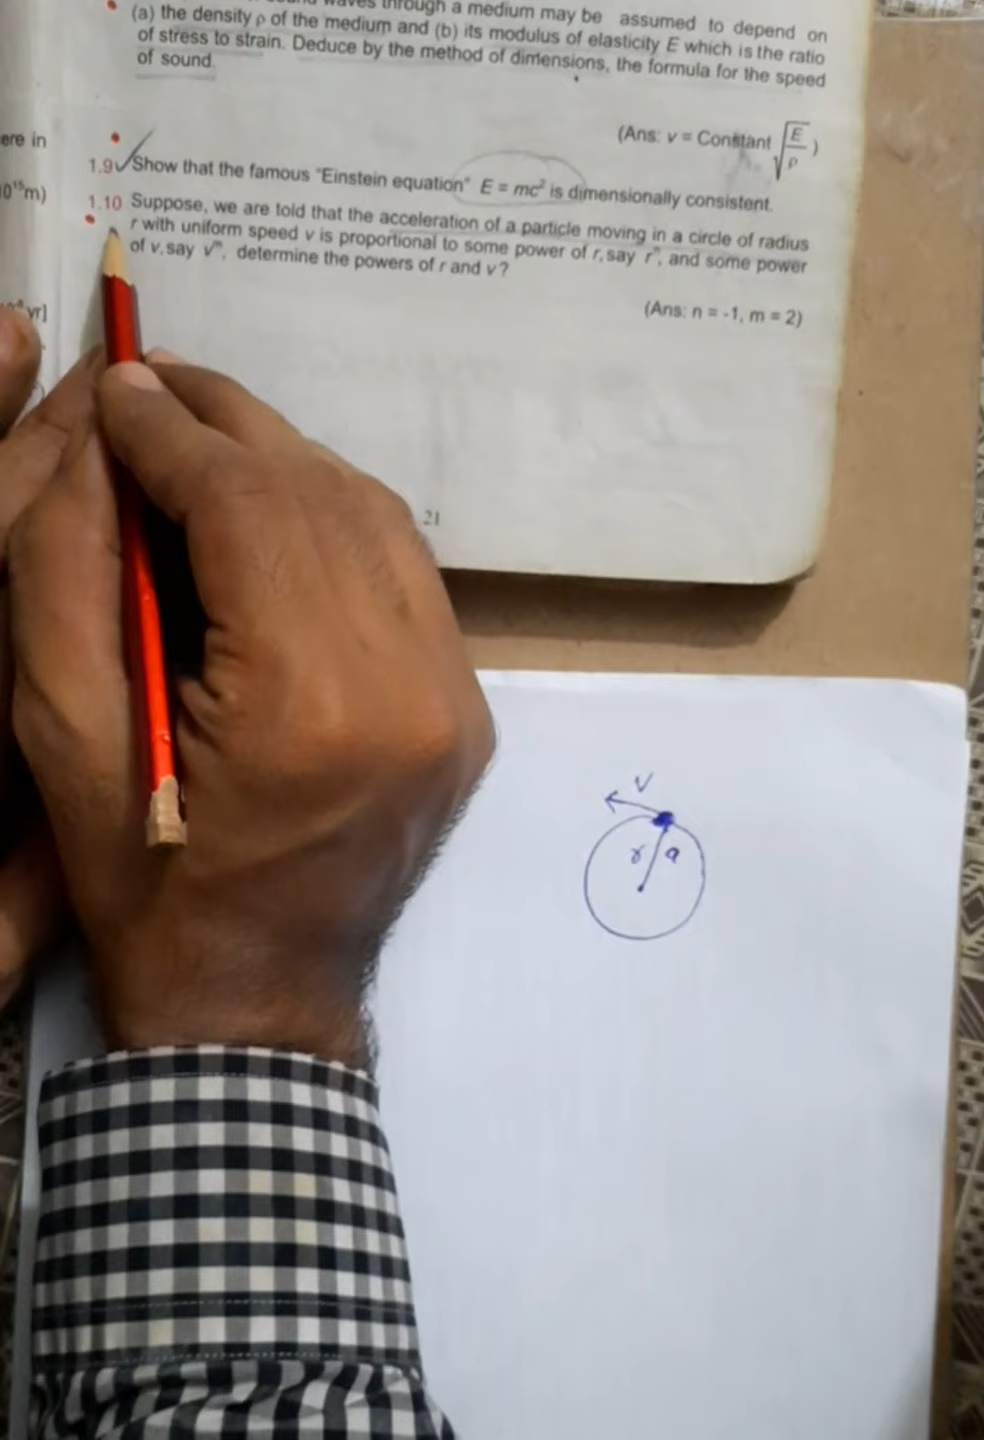 waves through a medium may be assumed to depend on
(a) the density ρ of the medium and (b) its modulus of elasticity E which is the ratio
of stress to strain. Deduce by the method of dimensions, the formula for the speed
of sound.
(Ans: v = Constant √E/ρ )
ere in
1.9 Show that the famous "Einstein equation" E = mc² is dimensionally consistent.
10¹⁵m)
1.10 Suppose, we are told that the acceleration of a particle moving in a circle of radius
r with uniform speed v is proportional to some power of r, say rⁿ, and some power
of v, say vᵐ, determine the powers of r and v?
yr]
(Ans: n = -1, m = 2)
21
v
r a